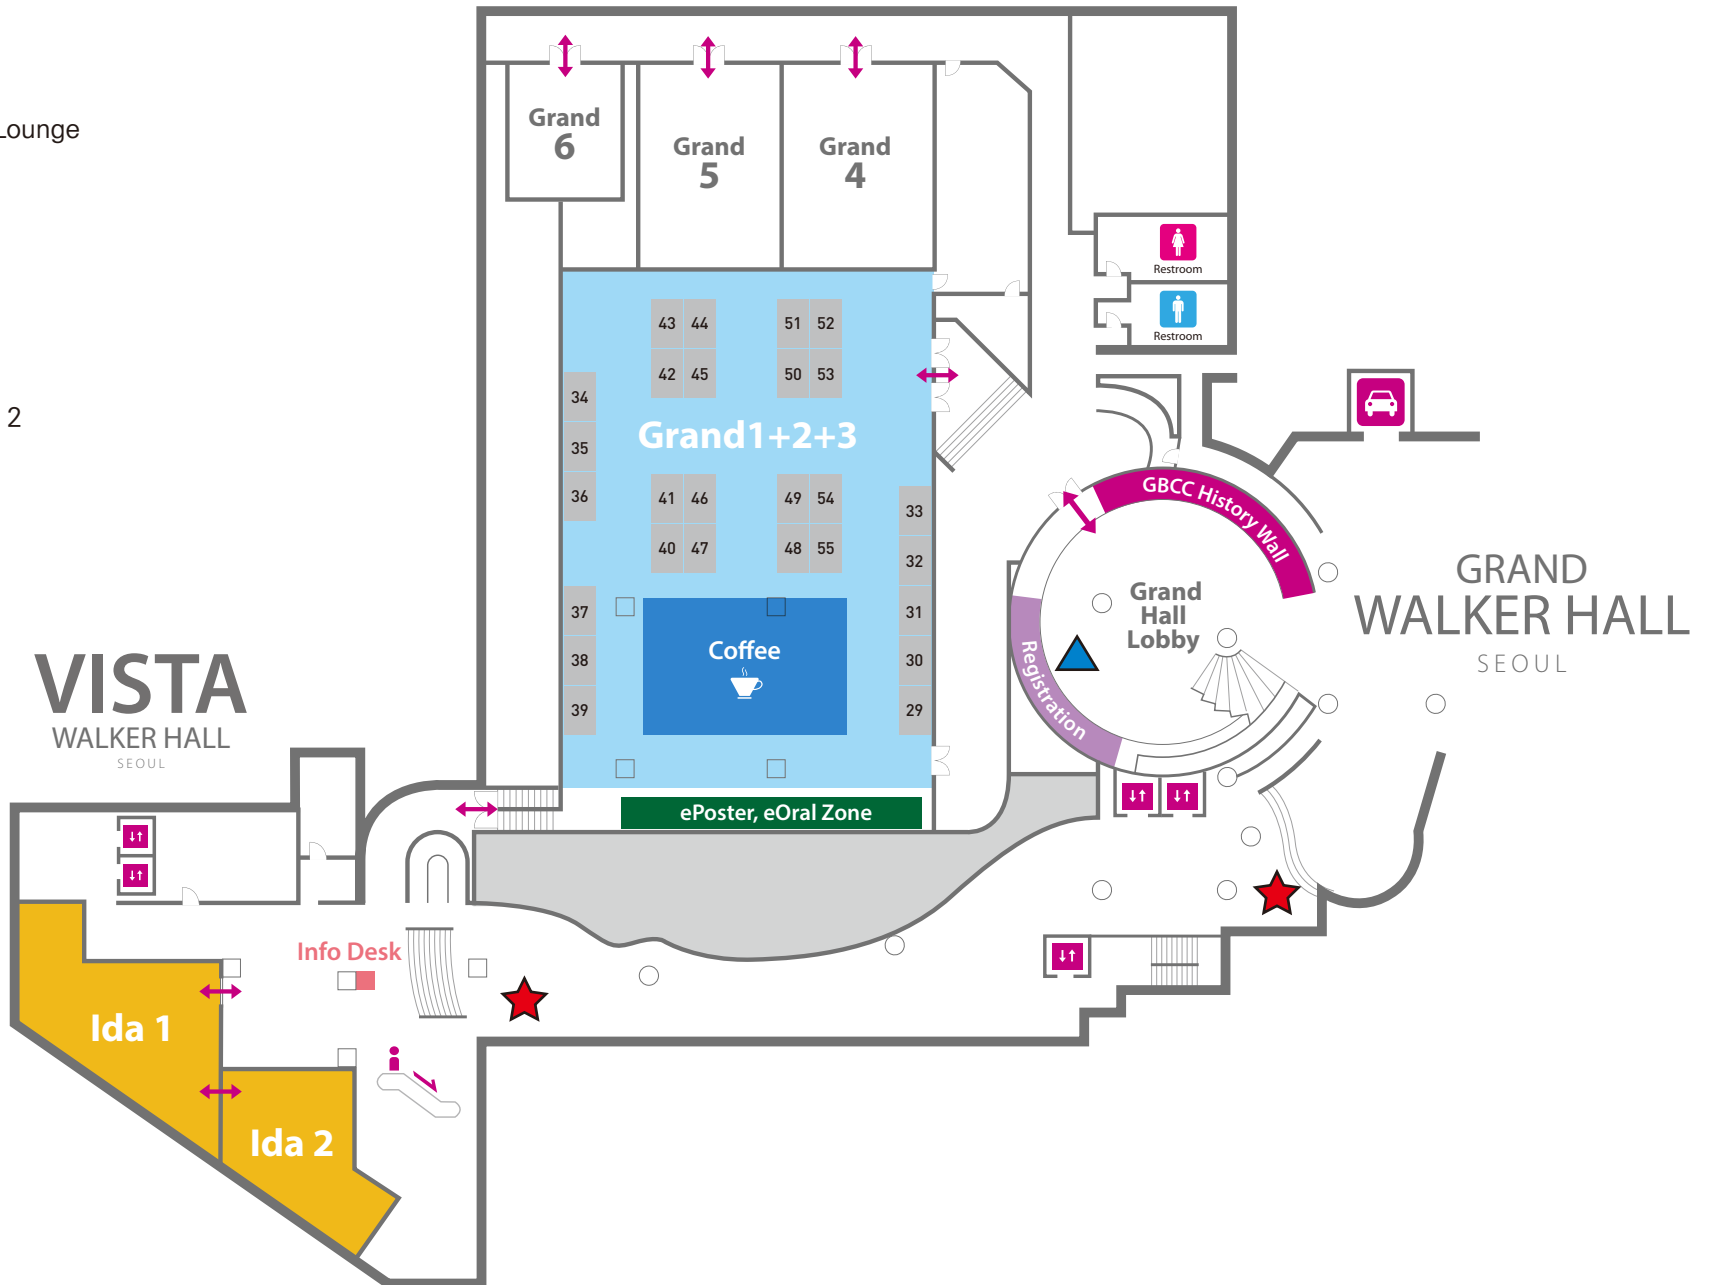 Lounge
2
Grand
6
Grand
5
Grand
4
Restroom
Restroom
43 44
42 45
51 52
50 53
34
35
36
Grand1+2+3
41 46
40 47
49 54
48 55
33
32
31
30
29
37
38
39
Coffee
ePoster, eOral Zone
GBCC History Wall
Grand
Hall
Lobby
Registration
GRAND
WALKER HALL
SEOUL
VISTA
WALKER HALL
SEOUL
Info Desk
Ida 1
Ida 2